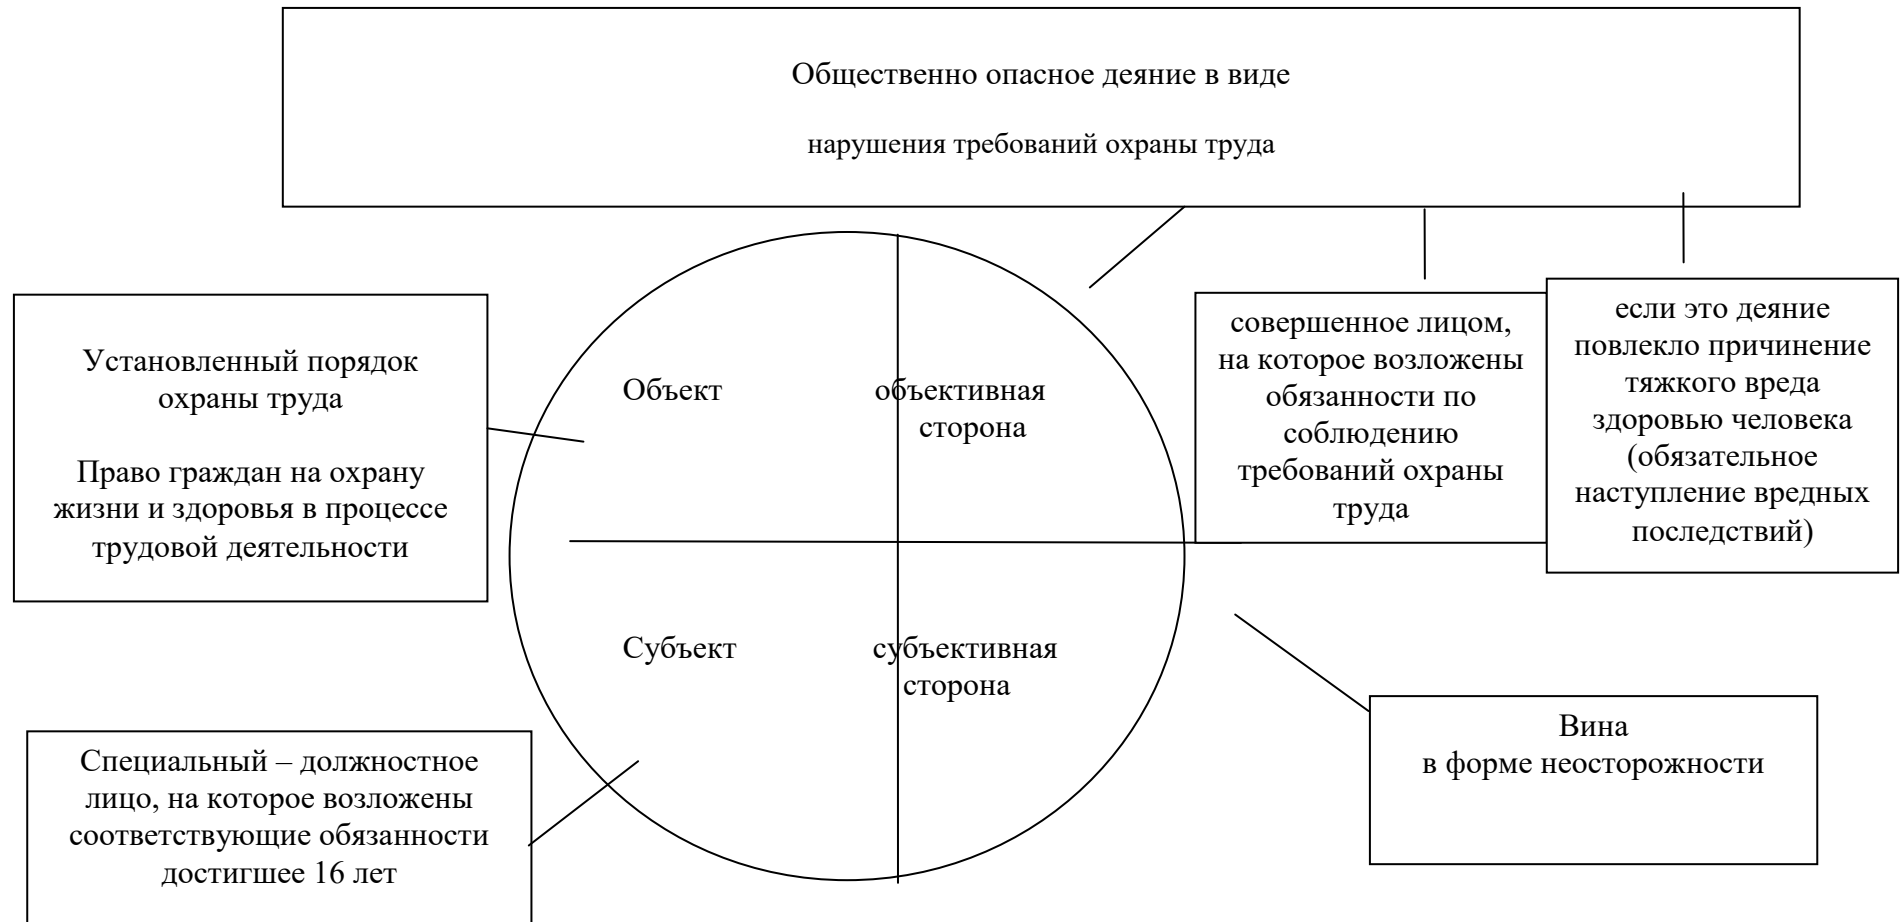 Общественно опасное деяние в виде
нарушения требований охраны труда
Установленный порядок
охраны труда
Право граждан на охрану
жизни и здоровья в процессе
трудовой деятельности
Объект
объективная
сторона
совершенное лицом,
на которое возложены
обязанности по
соблюдению
требований охраны
труда
если это деяние
повлекло причинение
тяжкого вреда
здоровью человека
(обязательное
наступление вредных
последствий)
Субъект
субъективная
сторона
Специальный – должностное
лицо, на которое возложены
соответствующие обязанности
достигшее 16 лет
Вина
в форме неосторожности